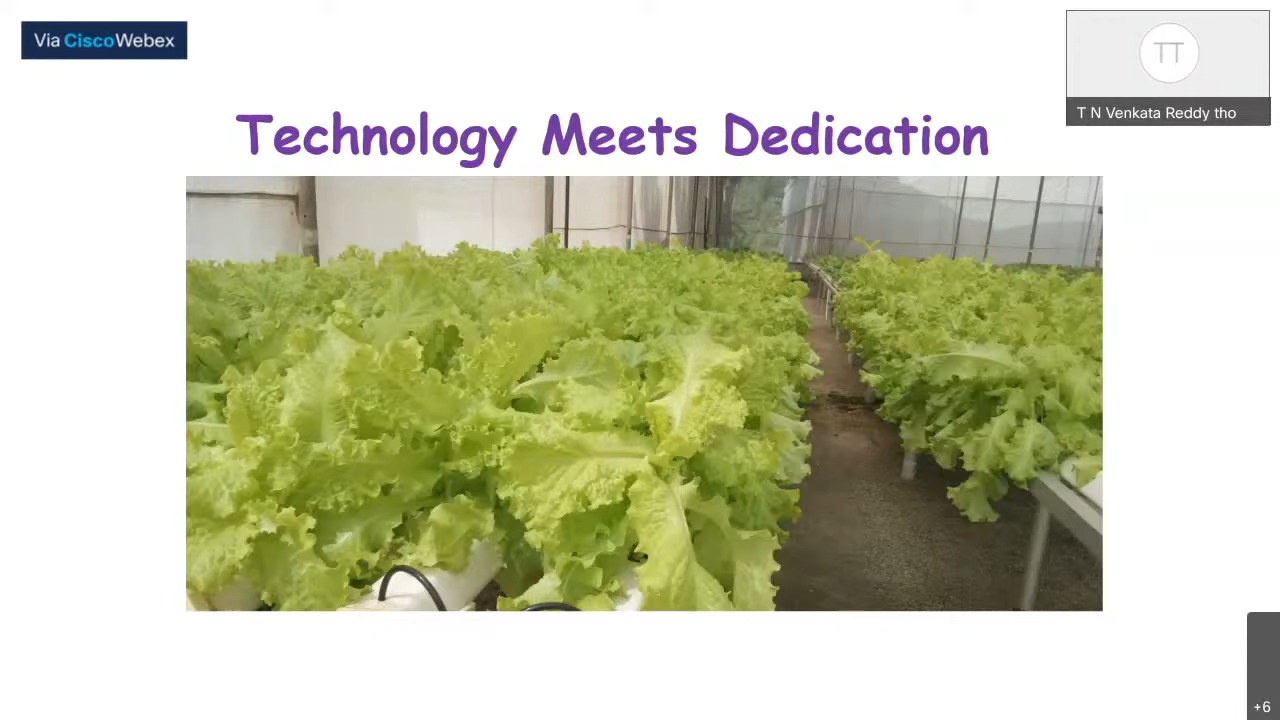 Via CiscoWebex
TT
T N Venkata Reddy tho
Technology Meets Dedication
+6